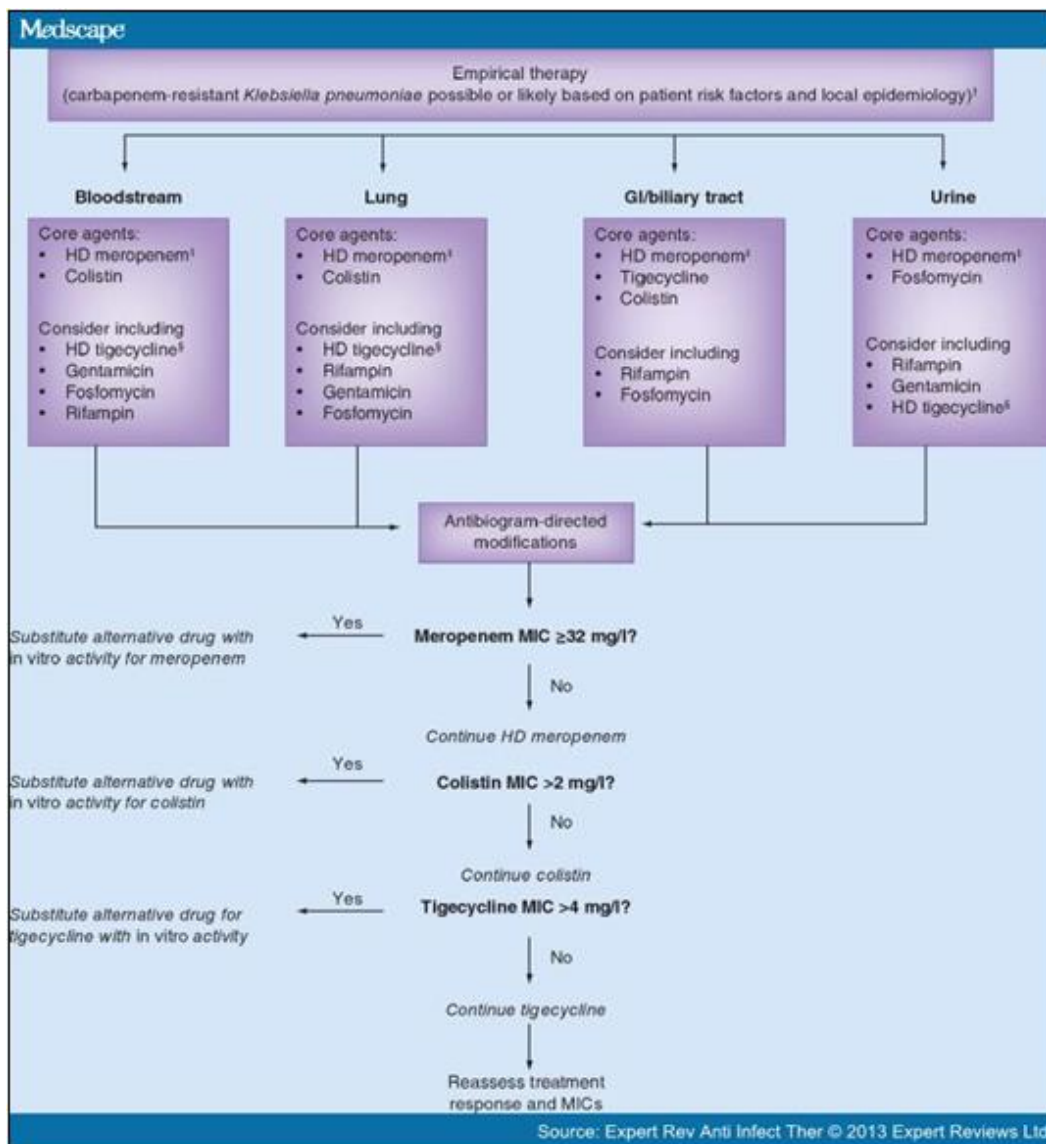 Medscape
Empirical therapy
(carbapenem-resistant Klebsiella pneumoniae possible or likely based on patient risk factors and local epidemiology)†
Bloodstream
Core agents:
• HD meropenem‡
• Colistin
Consider including
• HD tigecycline§
• Gentamicin
• Fosfomycin
• Rifampin
Lung
Core agents:
• HD meropenem‡
• Colistin
Consider including
• HD tigecycline§
• Rifampin
• Gentamicin
• Fosfomycin
GI/biliary tract
Core agents:
• HD meropenem‡
• Tigecycline
• Colistin
Consider including
• Rifampin
• Fosfomycin
Urine
Core agents:
• HD meropenem‡
• Fosfomycin
Consider including
• Rifampin
• Gentamicin
• HD tigecycline§
Antibiogram-directed
modifications
Meropenem MIC ≥32 mg/l?
Yes
Substitute alternative drug with
in vitro activity for meropenem
No
Continue HD meropenem
Colistin MIC >2 mg/l?
Yes
Substitute alternative drug with
in vitro activity for colistin
No
Continue colistin
Tigecycline MIC >4 mg/l?
Yes
Substitute alternative drug for
tigecycline with in vitro activity
No
Continue tigecycline
Reassess treatment
response and MICs
Source: Expert Rev Anti Infect Ther © 2013 Expert Reviews Ltd